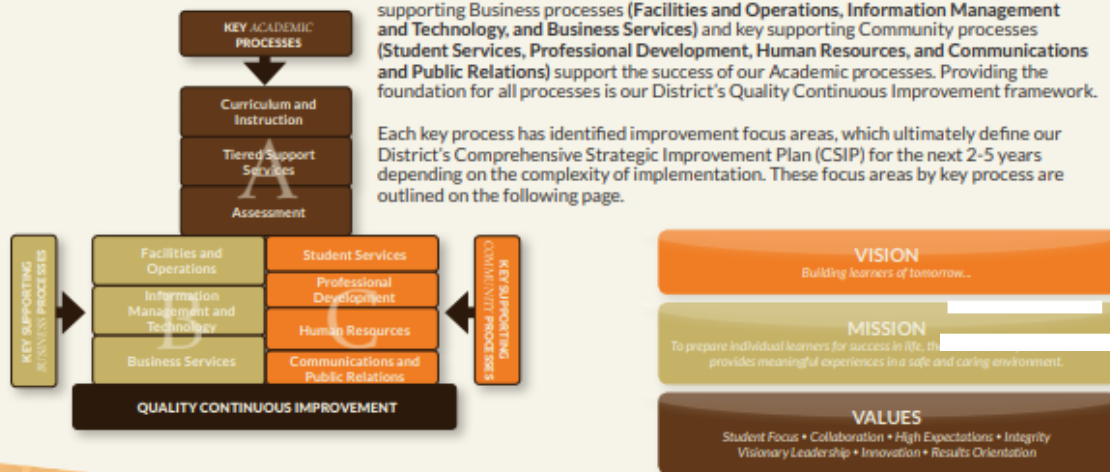 supporting Business processes (Facilities and Operations, Information Management
and Technology, and Business Services) and key supporting Community processes
(Student Services, Professional Development, Human Resources, and Communications
and Public Relations) support the success of our Academic processes. Providing the
foundation for all processes is our District's Quality Continuous Improvement framework.
Each key process has identified improvement focus areas, which ultimately define our
District's Comprehensive Strategic Improvement Plan (CSIP) for the next 2-5 years
depending on the complexity of implementation. These focus areas by key process are
outlined on the following page.
KEY ACADEMIC
PROCESSES
Curriculum and
Instruction
Tiered Support
Services
A
Assessment
KEY SUPPORTING
BUSINESS PROCESSES
Facilities and
Operations
Information
Management and
Technology
B
Business Services
Student Services
Professional
Development
C
Human Resources
Communications and
Public Relations
KEY SUPPORTING
COMMUNITY PROCESSES
QUALITY CONTINUOUS IMPROVEMENT
VISION
Building learners of tomorrow...
MISSION
To prepare individual learners for success in life, the
provides meaningful experiences in a safe and caring environment.
VALUES
Student Focus • Collaboration • High Expectations • Integrity
Visionary Leadership • Innovation • Results Orientation